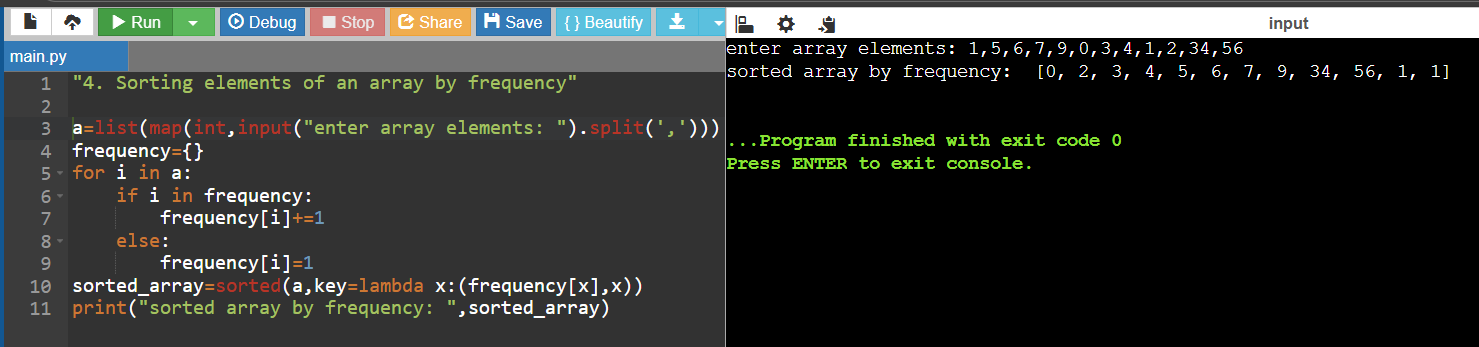 Run Debug Stop Share Save { } Beautify
main.py
1 "4. Sorting elements of an array by frequency"
2
3 a=list(map(int,input("enter array elements: ").split(',')))
4 frequency={}
5 for i in a:
6     if i in frequency:
7         frequency[i]+=1
8     else:
9         frequency[i]=1
10 sorted_array=sorted(a,key=lambda x:(frequency[x],x))
11 print("sorted array by frequency: ",sorted_array)
input
enter array elements: 1,5,6,7,9,0,3,4,1,2,34,56
sorted array by frequency:  [0, 2, 3, 4, 5, 6, 7, 9, 34, 56, 1, 1]
...Program finished with exit code 0
Press ENTER to exit console.